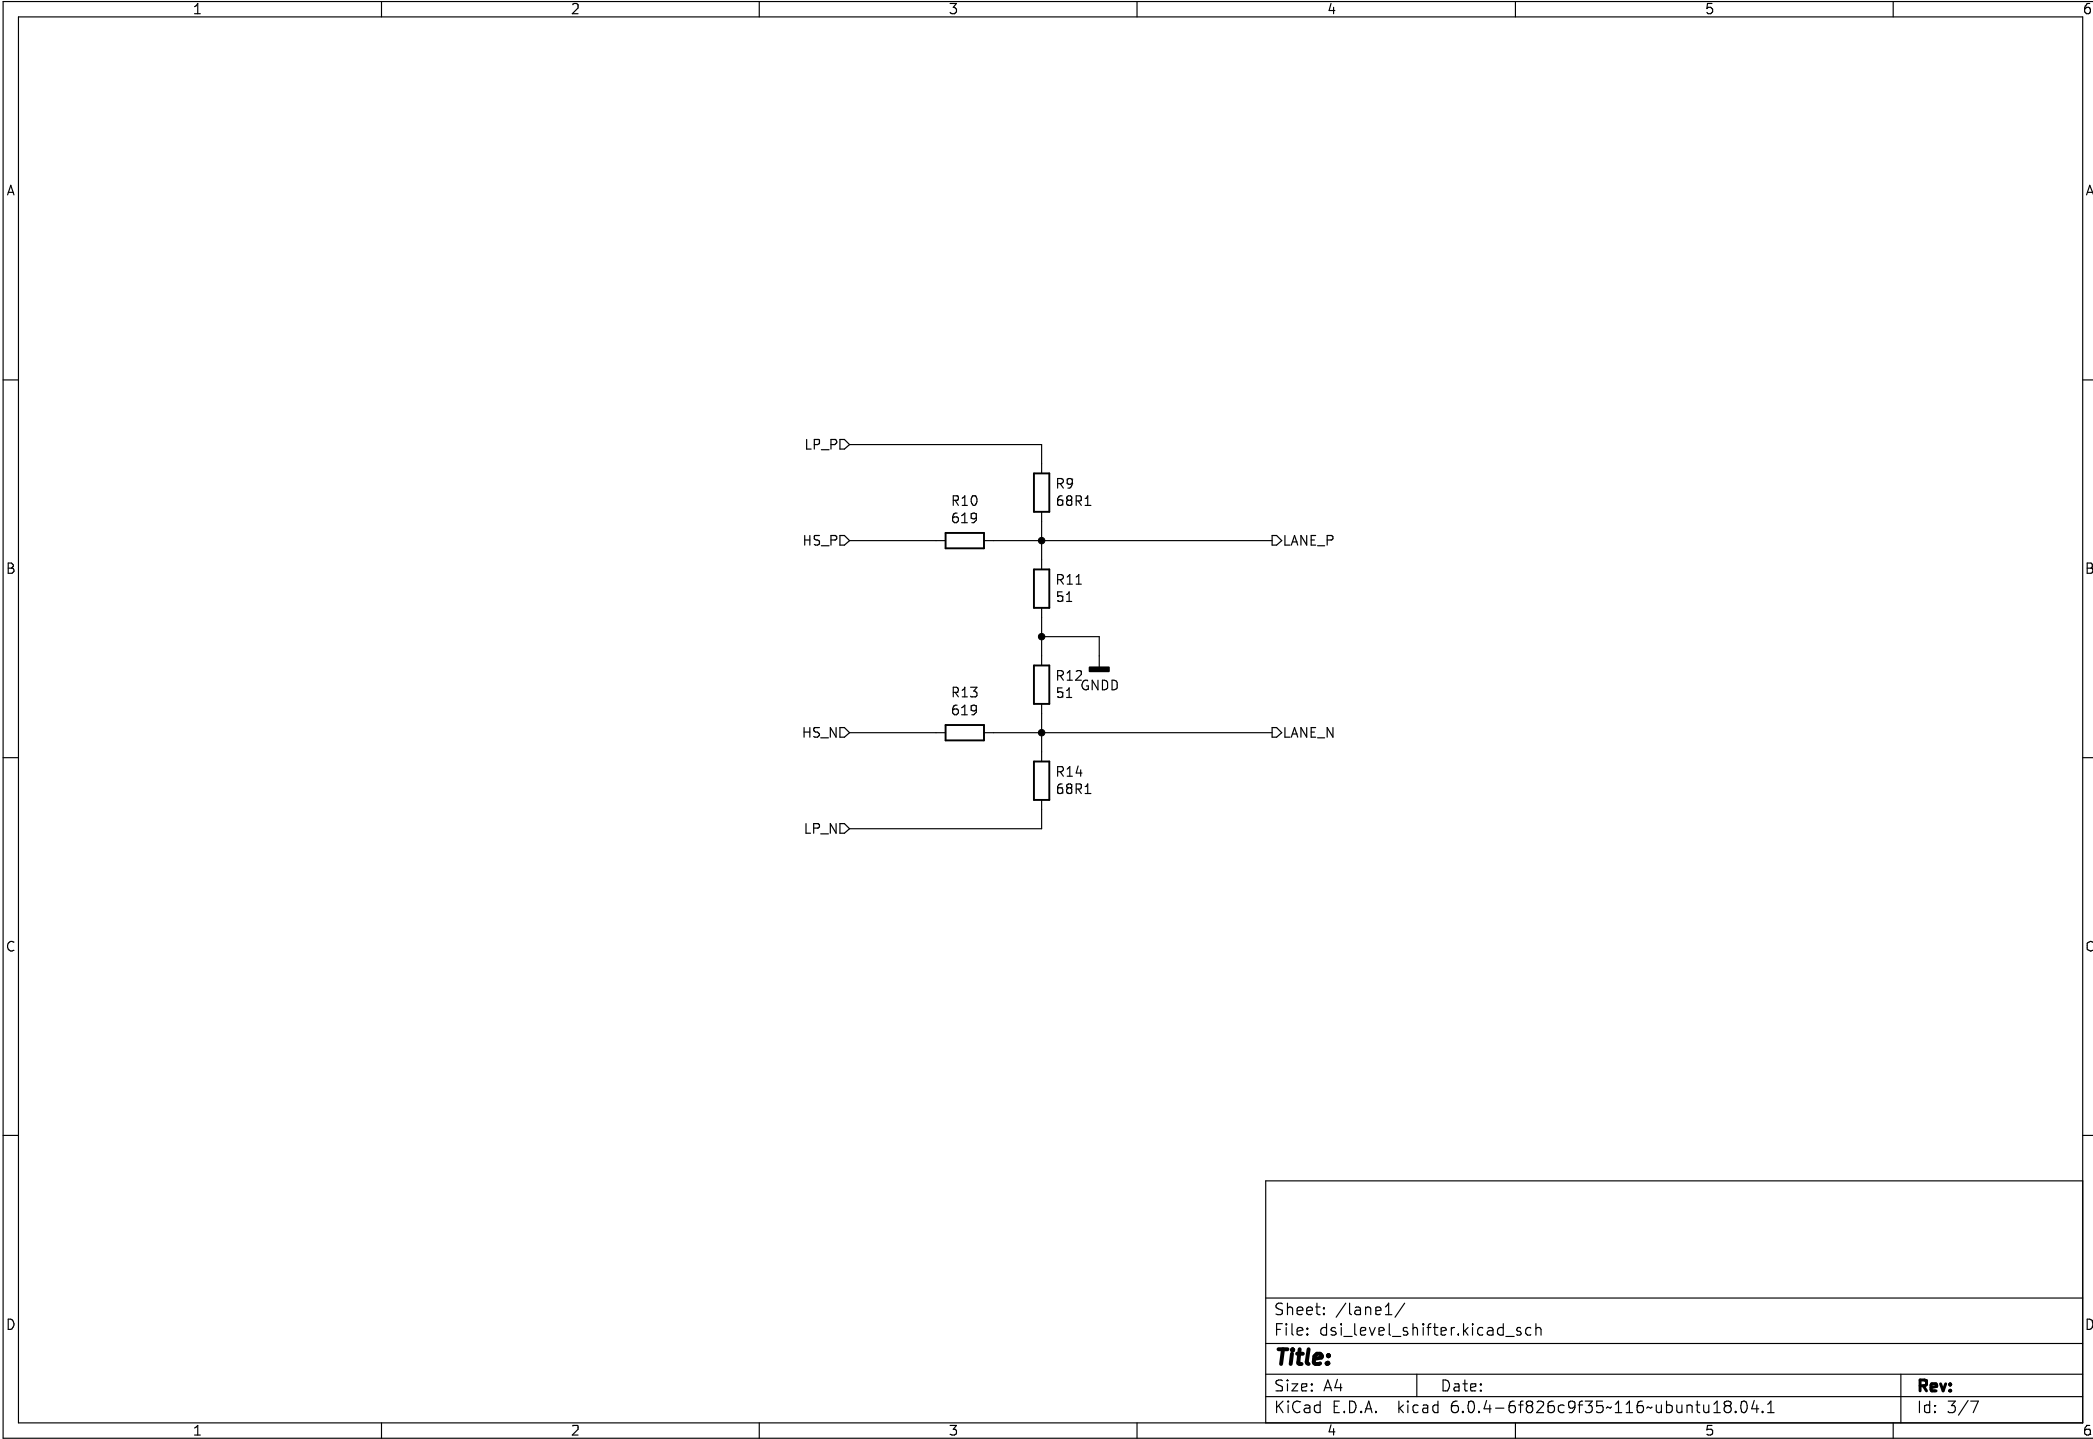 1 2 3 4 5 6
A A
LP_P
R9
68R1
R10
619
HS_P LANE_P
B B
R11
51
R12
51 GNDD
R13
619
HS_N LANE_N
R14
68R1
LP_N
C C
Sheet: /lane1/
File: dsi_level_shifter.kicad_sch
D D
Title:
Size: A4 Date: Rev:
KiCad E.D.A. kicad 6.0.4-6f826c9f35~116~ubuntu18.04.1 Id: 3/7
1 2 3 4 5 6